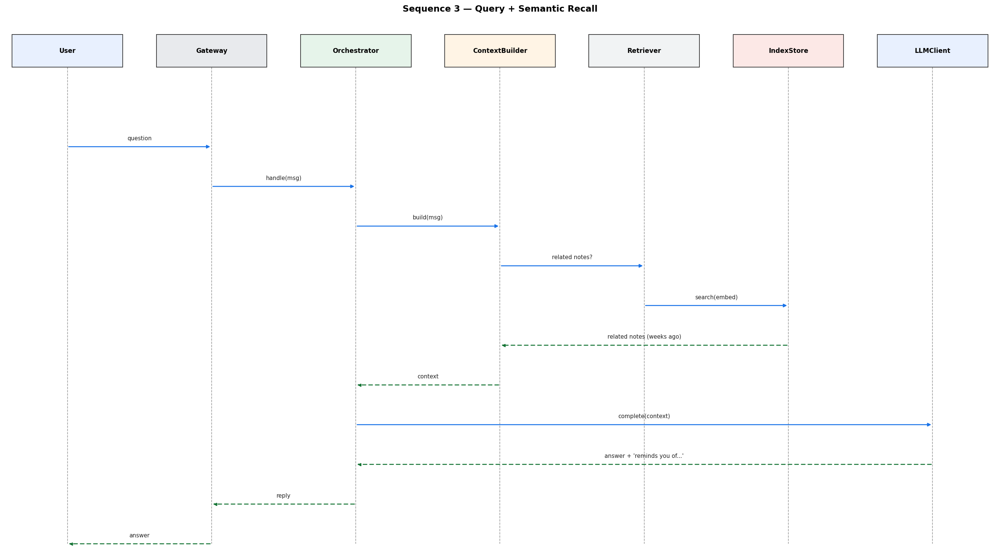 Sequence 3 — Query + Semantic Recall
User
Gateway
Orchestrator
ContextBuilder
Retriever
IndexStore
LLMClient
question
handle(msg)
build(msg)
related notes?
search(embed)
related notes (weeks ago)
context
complete(context)
answer + 'reminds you of...'
reply
answer